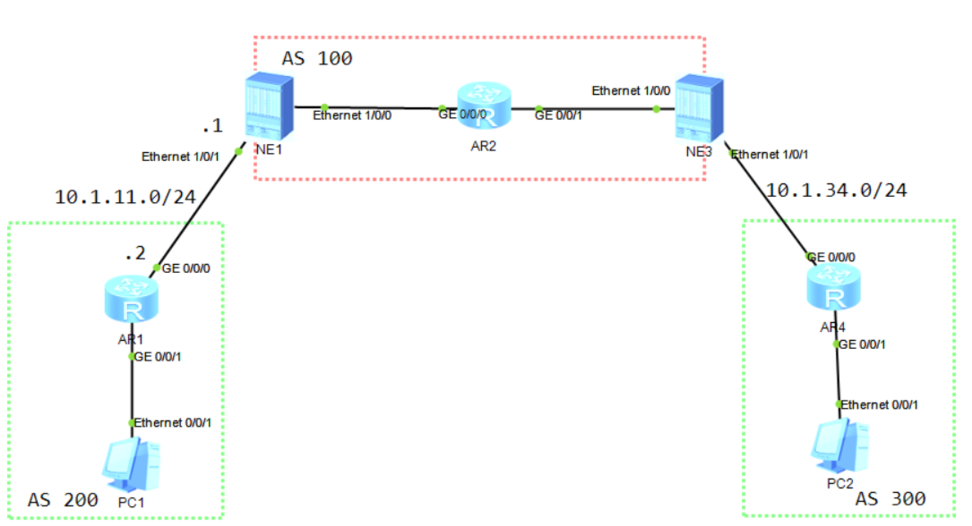 AS 100
Ethernet 1/0/0
.1
Ethernet 1/0/0
GE 0/0/0
GE 0/0/1
R
AR2
NE1
NE3
Ethernet 1/0/1
Ethernet 1/0/1
10.1.11.0/24
10.1.34.0/24
.2
GE 0/0/0
GE 0/0/0
R
R
AR1
AR4
GE 0/0/1
GE 0/0/1
Ethernet 0/0/1
Ethernet 0/0/1
PC2
AS 200
PC1
AS 300